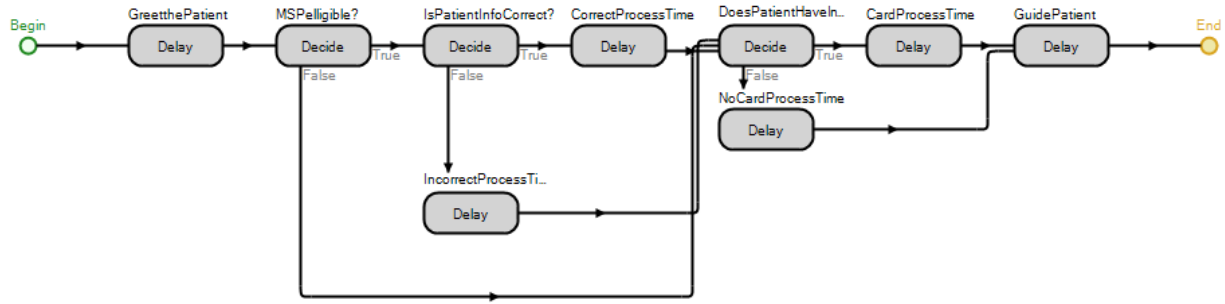 Begin
GreetthePatient
Delay
MSPelligible?
Decide
True
False
IsPatientInfoCorrect?
Decide
True
False
CorrectProcessTime
Delay
DoesPatientHaveIn...
Decide
True
False
CardProcessTime
Delay
GuidePatient
Delay
End
NoCardProcessTime
Delay
IncorrectProcessTi...
Delay